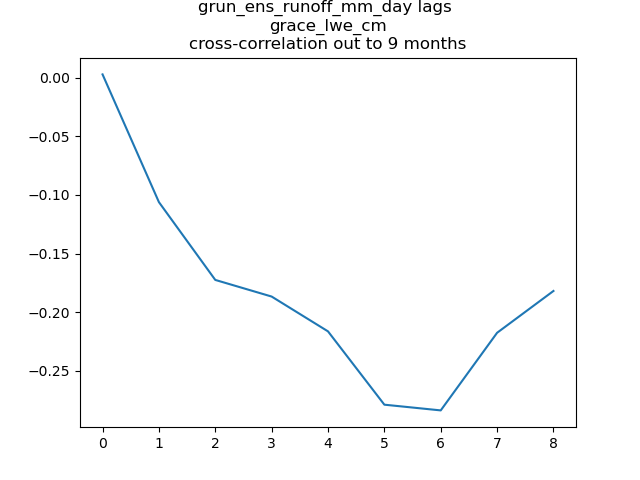 grun_ens_runoff_mm_day lags
grace_lwe_cm
cross-correlation out to 9 months
0.00
−0.05
−0.10
−0.15
−0.20
−0.25
0 1 2 3 4 5 6 7 8